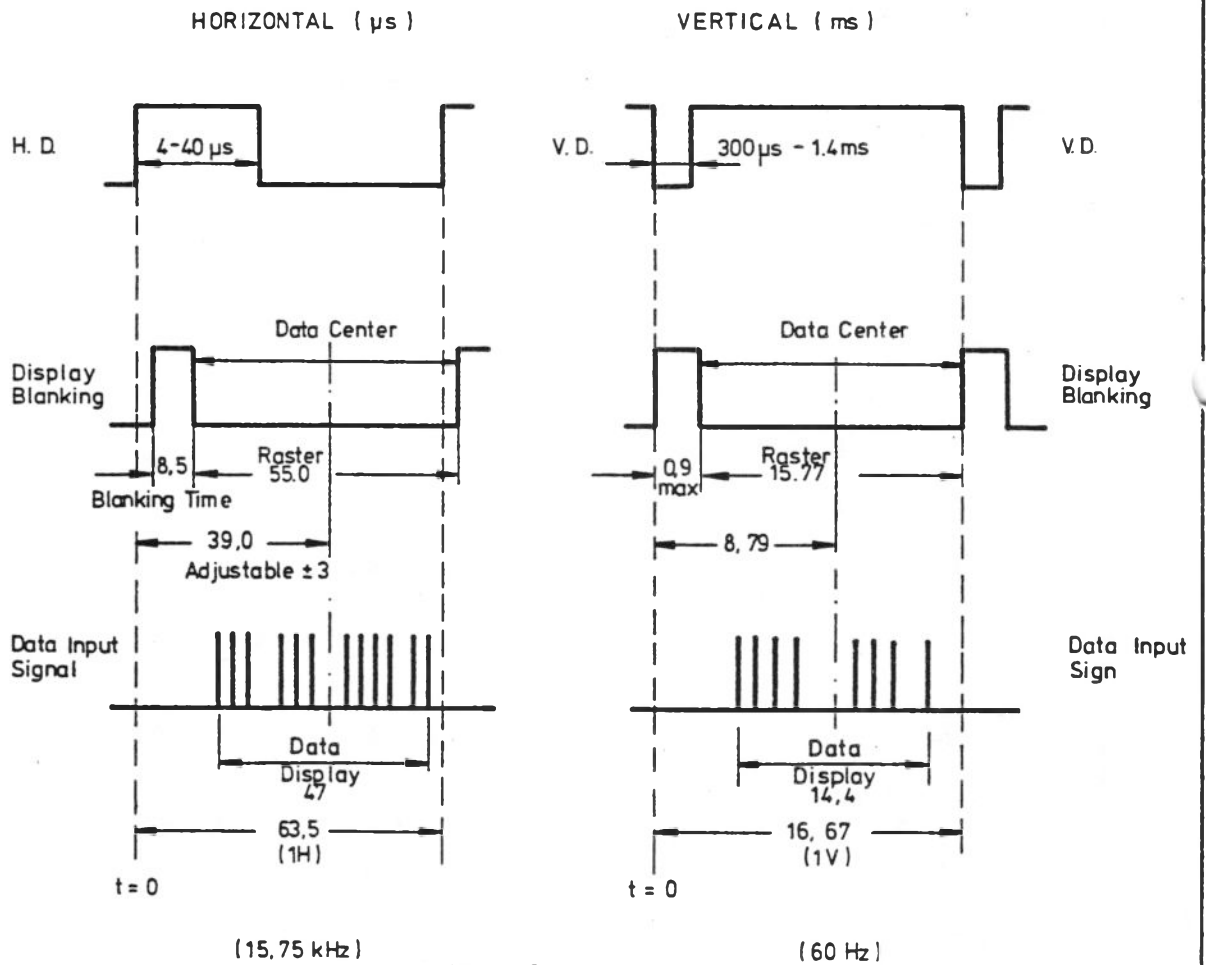 HORIZONTAL ( µs )
VERTICAL ( ms )
H. D.
4-40 µs
V. D.
300µs - 1.4ms
V.D.
Data Center
Data Center
Display
Blanking
Display
Blanking
8,5
Raster
55.0
Blanking Time
0,9
max
Raster
15.77
39,0
Adjustable ± 3
8,79
Data Input
Signal
Data Input
Sign
Data
Display
47
Data
Display
14,4
63,5
(1H)
16,67
(1V)
t = 0
t = 0
(15,75 kHz)
(60 Hz)